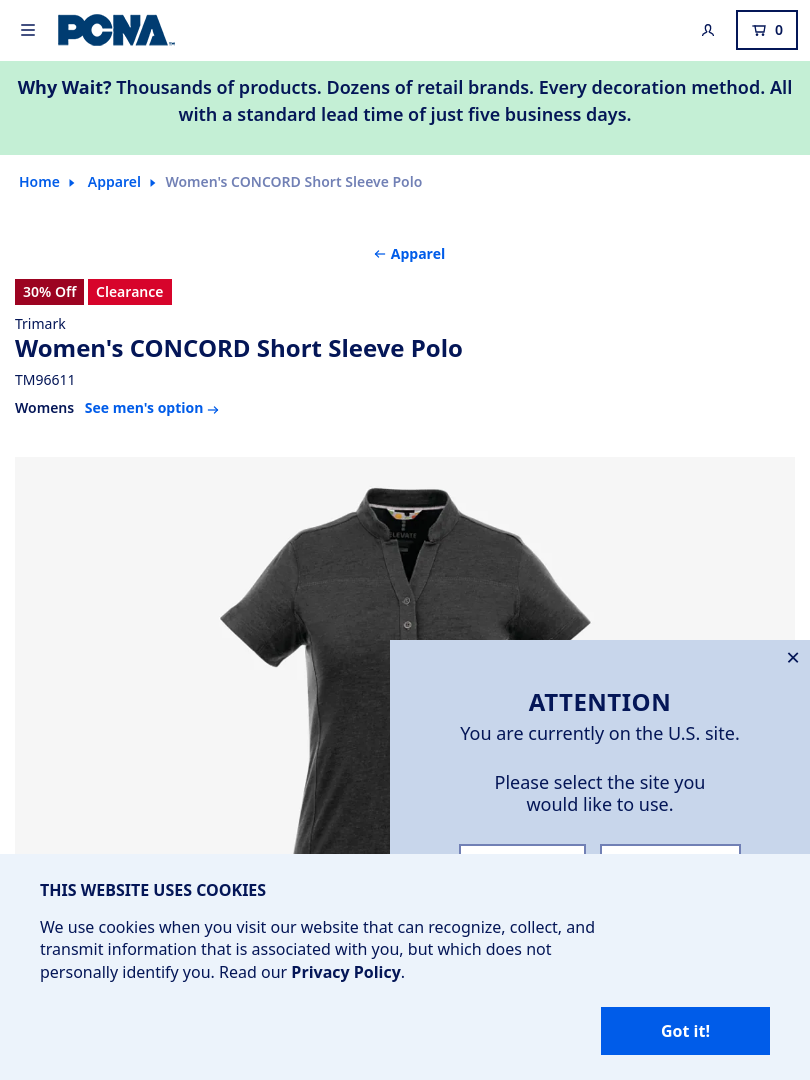 PCNA
0
Why Wait? Thousands of products. Dozens of retail brands. Every decoration method. All
with a standard lead time of just five business days.
Home Apparel Women's CONCORD Short Sleeve Polo
Apparel
30% Off Clearance
Trimark
Women's CONCORD Short Sleeve Polo
TM96611
Womens See men's option
ELEVATE
ATTENTION
You are currently on the U.S. site.
Please select the site you
would like to use.
THIS WEBSITE USES COOKIES
We use cookies when you visit our website that can recognize, collect, and
transmit information that is associated with you, but which does not
personally identify you. Read our Privacy Policy.
Got it!